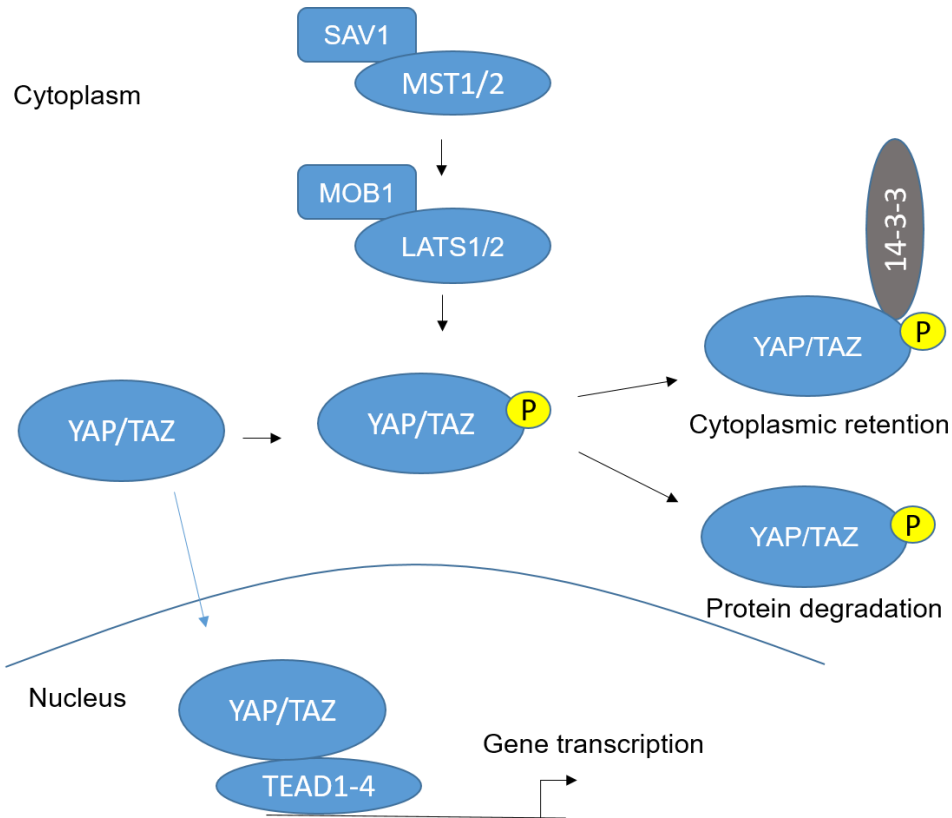 SAV1
MST1/2
Cytoplasm
MOB1
LATS1/2
14-3-3
YAP/TAZ
P
Cytoplasmic retention
YAP/TAZ
YAP/TAZ
P
YAP/TAZ
P
Protein degradation
Nucleus
YAP/TAZ
Gene transcription
TEAD1-4